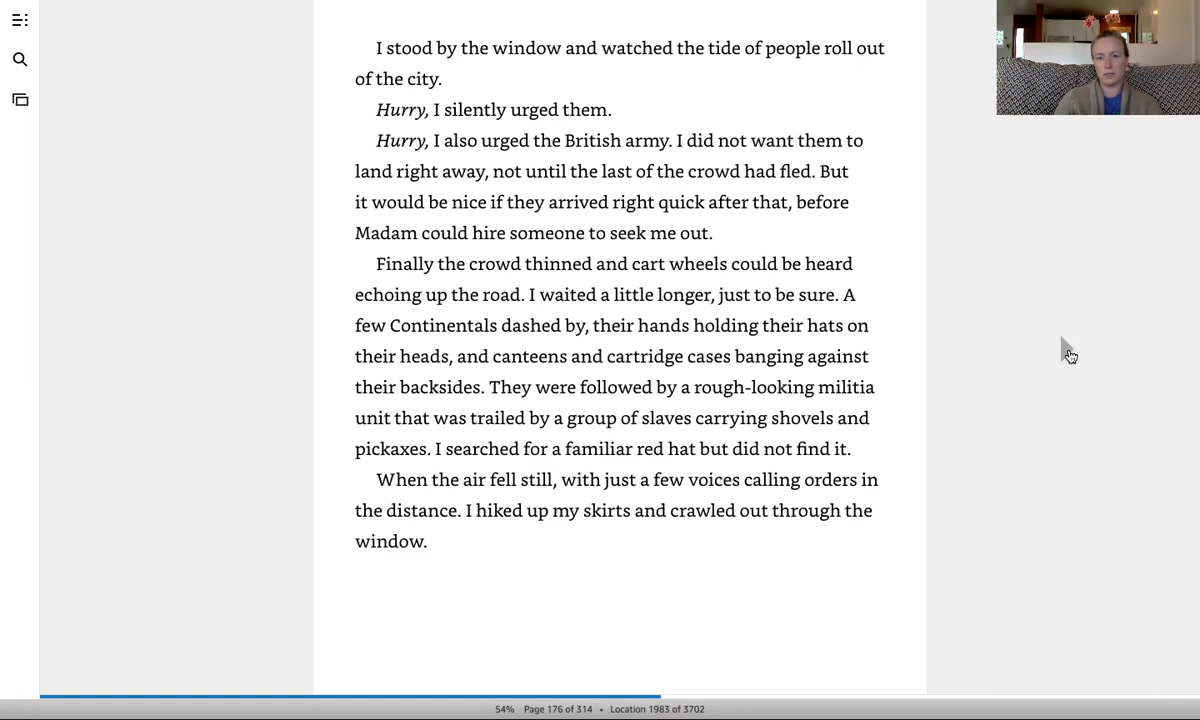 I stood by the window and watched the tide of people roll out
of the city.
Hurry, I silently urged them.
Hurry, I also urged the British army. I did not want them to
land right away, not until the last of the crowd had fled. But
it would be nice if they arrived right quick after that, before
Madam could hire someone to seek me out.
Finally the crowd thinned and cart wheels could be heard
echoing up the road. I waited a little longer, just to be sure. A
few Continentals dashed by, their hands holding their hats on
their heads, and canteens and cartridge cases banging against
their backsides. They were followed by a rough-looking militia
unit that was trailed by a group of slaves carrying shovels and
pickaxes. I searched for a familiar red hat but did not find it.
When the air fell still, with just a few voices calling orders in
the distance. I hiked up my skirts and crawled out through the
window.
54% Page 176 of 314 • Location 1983 of 3702